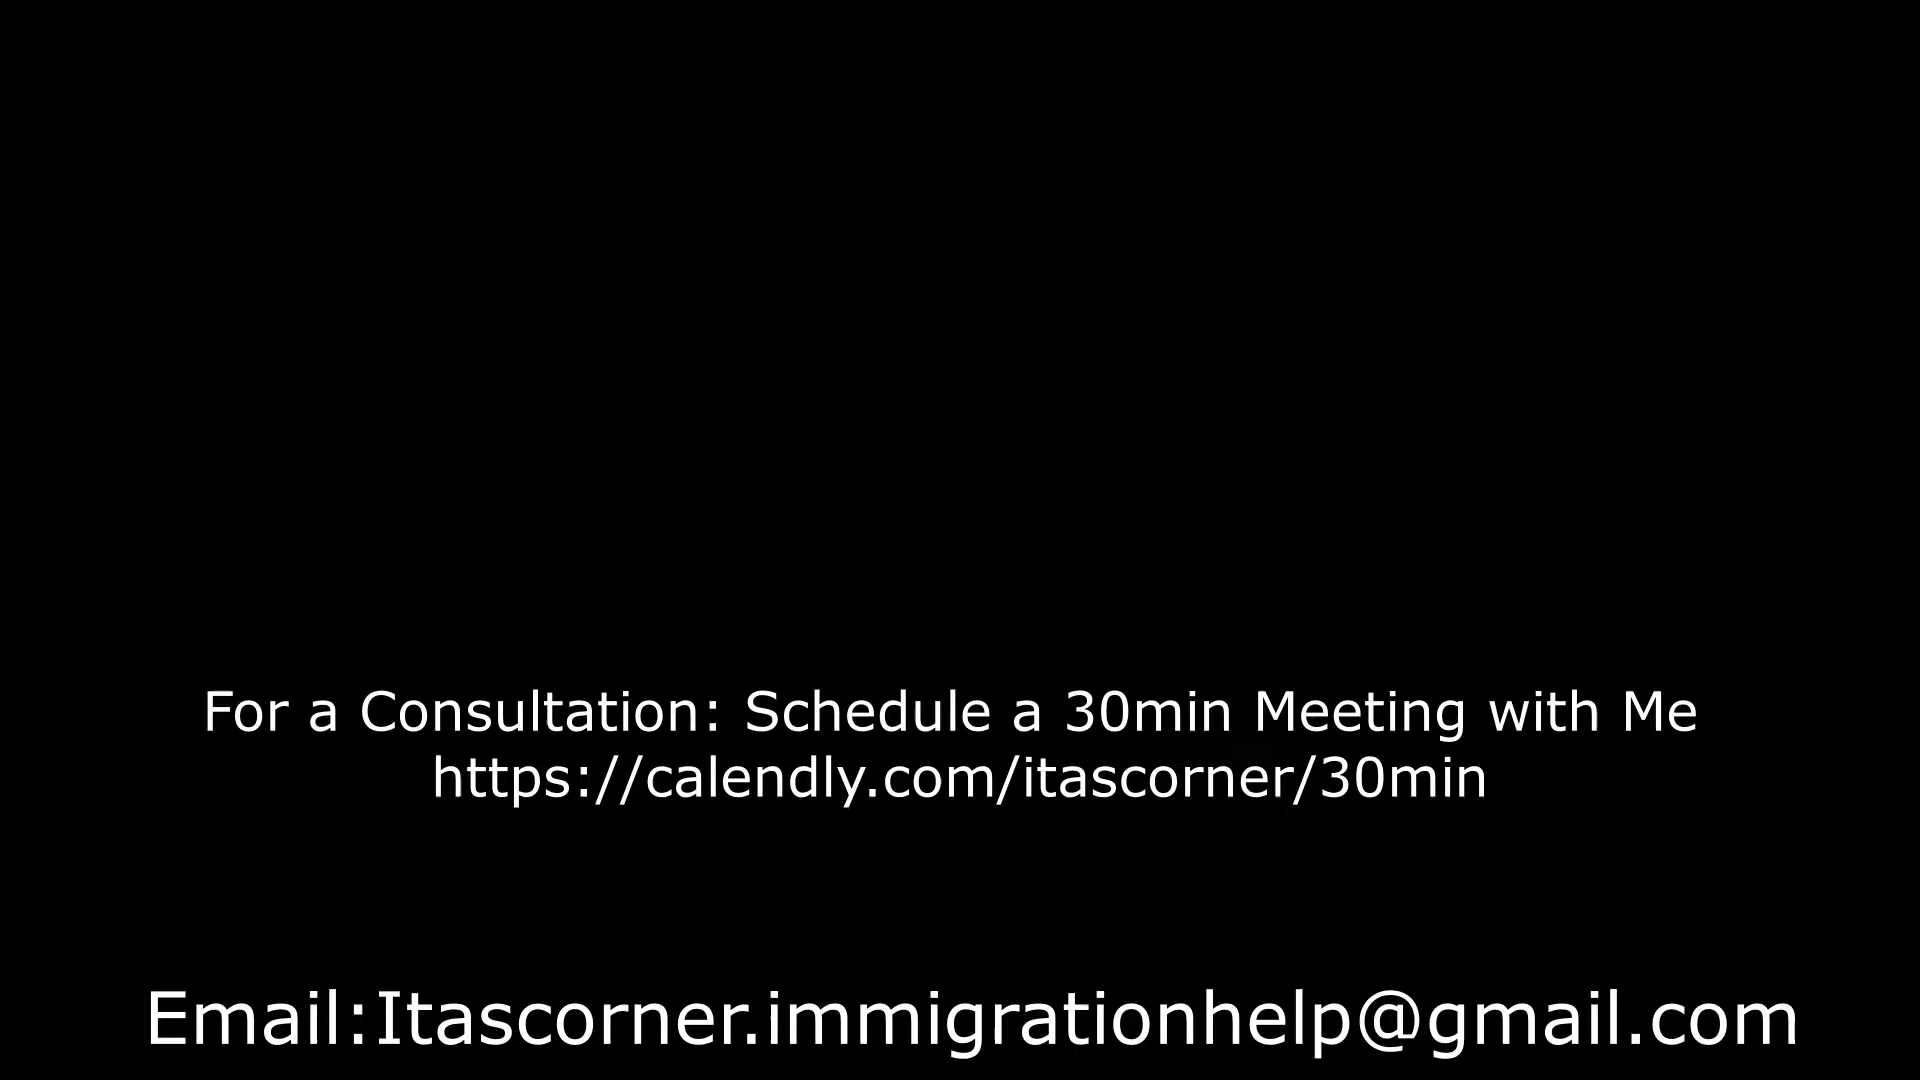 For a Consultation: Schedule a 30min Meeting with Me
https://calendly.com/itascorner/30min
Email:Itascorner.immigrationhelp@gmail.com